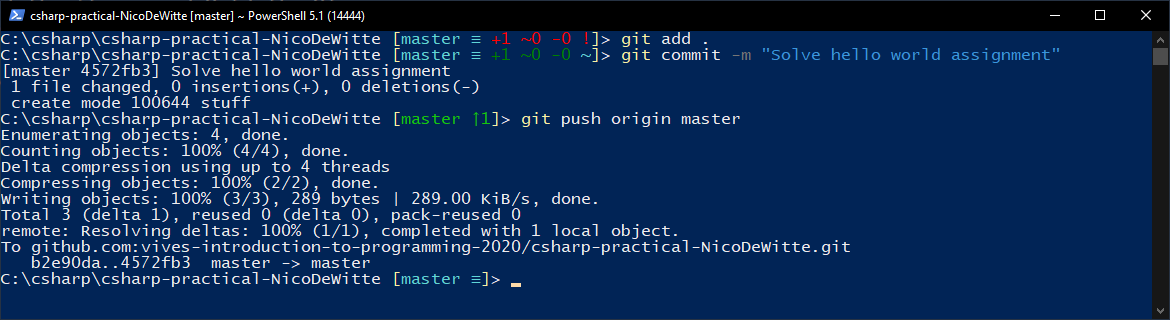 csharp-practical-NicoDeWitte [master] ~ PowerShell 5.1 (14444)
C:\csharp\csharp-practical-NicoDeWitte [master ≡ +1 ~0 -0 !]> git add .
C:\csharp\csharp-practical-NicoDeWitte [master ≡ +1 ~0 -0 ~]> git commit -m "Solve hello world assignment"
[master 4572fb3] Solve hello world assignment
 1 file changed, 0 insertions(+), 0 deletions(-)
 create mode 100644 stuff
C:\csharp\csharp-practical-NicoDeWitte [master ↑1]> git push origin master
Enumerating objects: 4, done.
Counting objects: 100% (4/4), done.
Delta compression using up to 4 threads
Compressing objects: 100% (2/2), done.
Writing objects: 100% (3/3), 289 bytes | 289.00 KiB/s, done.
Total 3 (delta 1), reused 0 (delta 0), pack-reused 0
remote: Resolving deltas: 100% (1/1), completed with 1 local object.
To github.com:vives-introduction-to-programming-2020/csharp-practical-NicoDeWitte.git
   b2e90da..4572fb3  master -> master
C:\csharp\csharp-practical-NicoDeWitte [master ≡]>